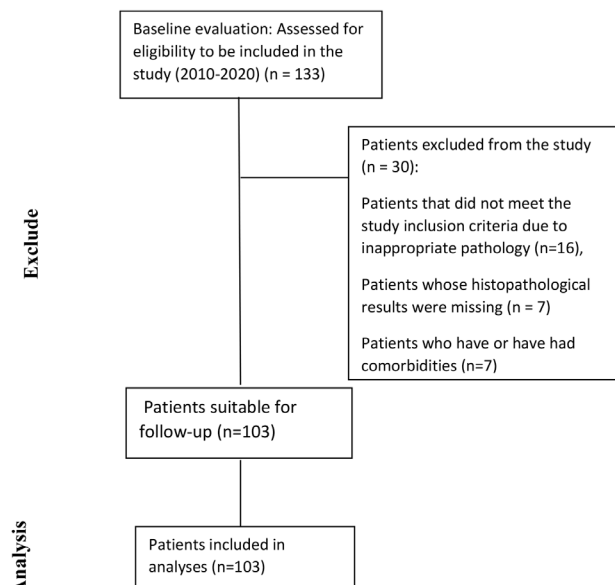 Baseline evaluation: Assessed for
eligibility to be included in the
study (2010-2020) (n = 133)
Patients excluded from the study
(n = 30):
Patients that did not meet the
study inclusion criteria due to
inappropriate pathology (n=16),
Patients whose histopathological
results were missing (n = 7)
Patients who have or have had
comorbidities (n=7)
Exclude
Patients suitable for
follow-up (n=103)
Analysis
Patients included in
analyses (n=103)